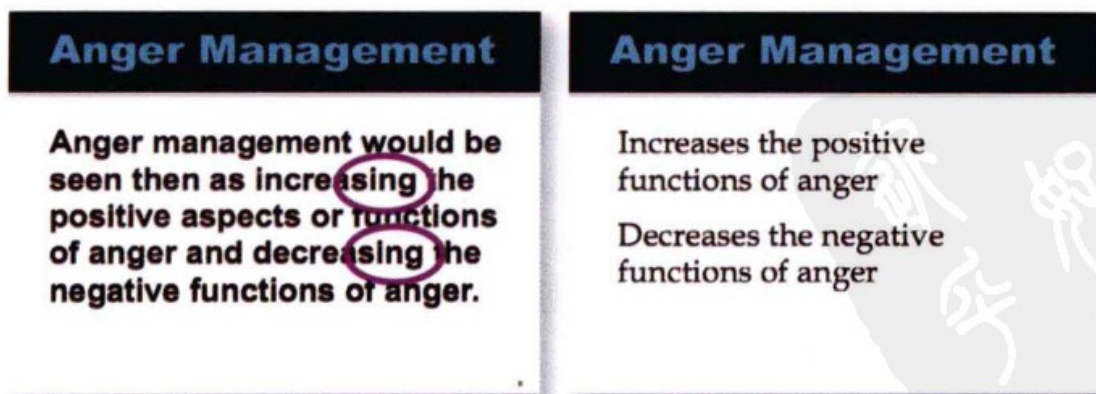 Anger Management
Anger management would be
seen then as increasing the
positive aspects or functions
of anger and decreasing the
negative functions of anger.
Anger Management
Increases the positive
functions of anger
Decreases the negative
functions of anger